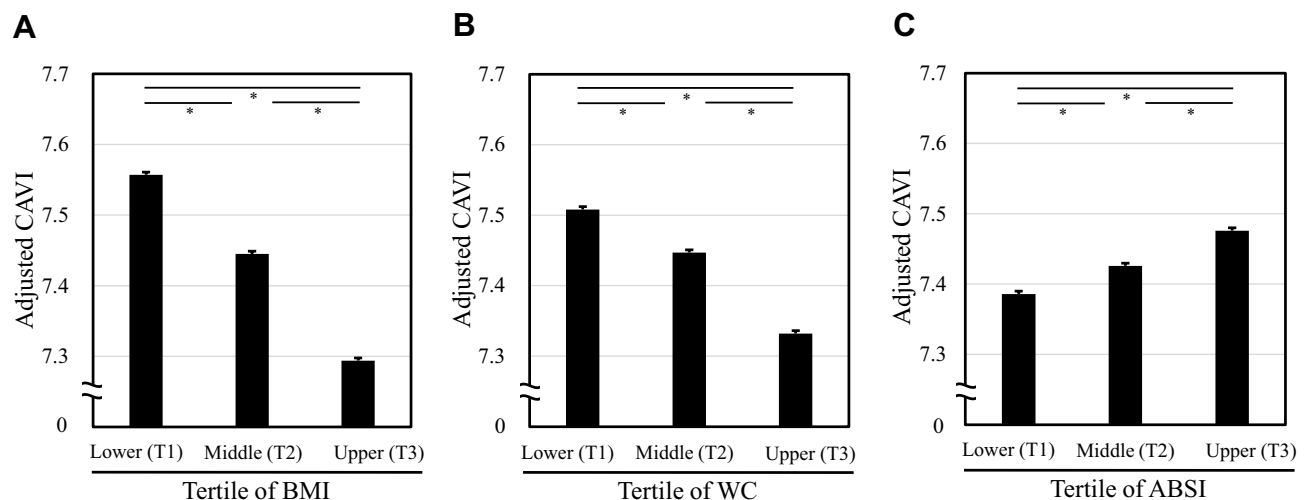 A
Adjusted CAVI
7.7
7.6
7.5
7.4
7.3
0
*
* *
Lower (T1) Middle (T2) Upper (T3)
Tertile of BMI
B
Adjusted CAVI
7.7
7.6
7.5
7.4
7.3
0
*
* *
Lower (T1) Middle (T2) Upper (T3)
Tertile of WC
C
Adjusted CAVI
7.7
7.6
7.5
7.4
7.3
0
*
* *
Lower (T1) Middle (T2) Upper (T3)
Tertile of ABSI